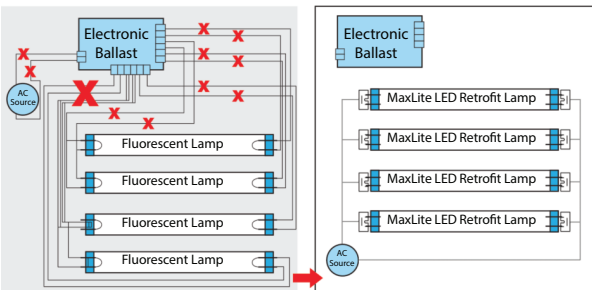 Electronic
Ballast
AC
Source
Fluorescent Lamp
Fluorescent Lamp
Fluorescent Lamp
Fluorescent Lamp
Electronic
Ballast
MaxLite LED Retrofit Lamp
MaxLite LED Retrofit Lamp
MaxLite LED Retrofit Lamp
MaxLite LED Retrofit Lamp
AC
Source